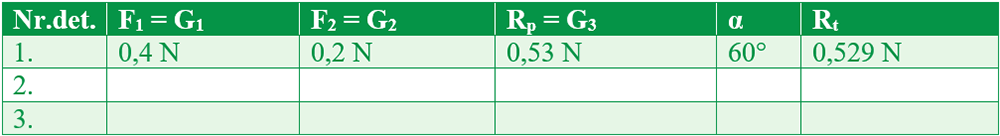 Nr.det. F₁ = G₁ F₂ = G₂ Rₚ = G₃ α Rₜ
1. 0,4 N 0,2 N 0,53 N 60° 0,529 N
2.
3.